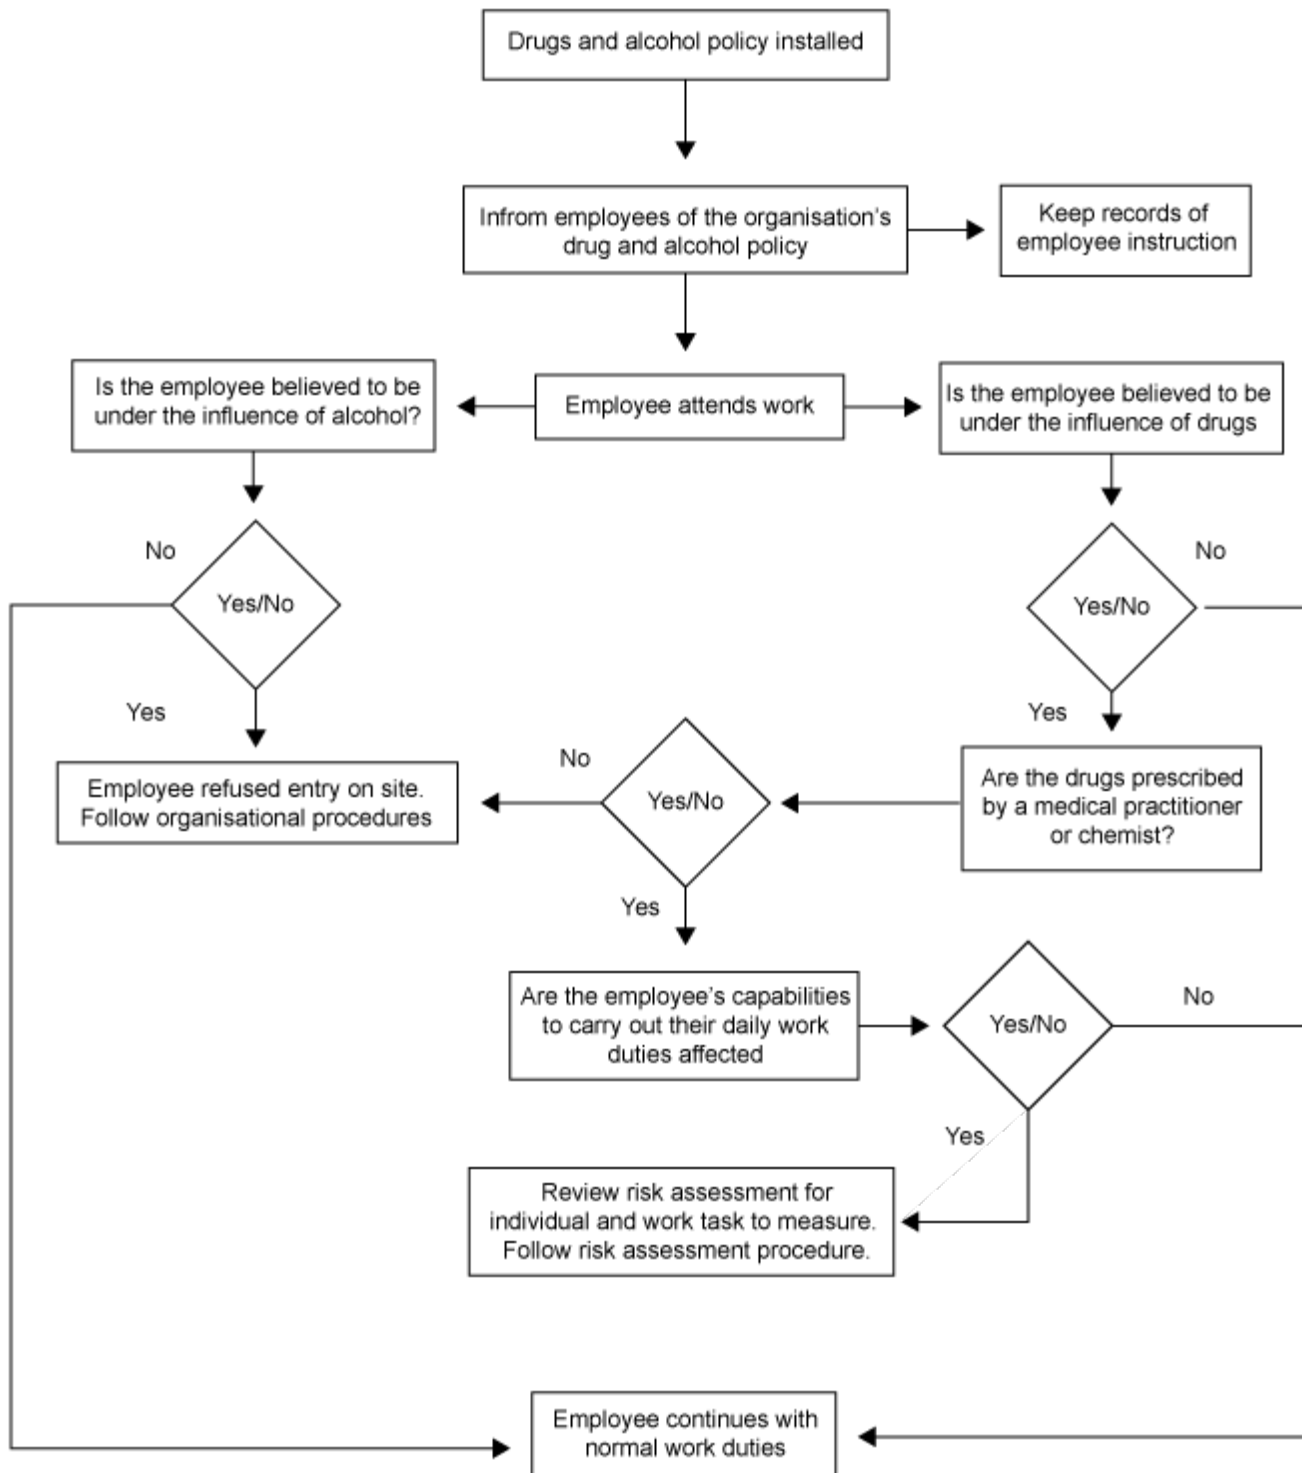 Drugs and alcohol policy installed
Infrom employees of the organisation's
drug and alcohol policy
Keep records of
employee instruction
Is the employee believed to be
under the influence of alcohol?
Employee attends work
Is the employee believed to be
under the influence of drugs
No
Yes/No
Yes
No
Yes/No
Yes
Employee refused entry on site.
Follow organisational procedures
No
Yes/No
Yes
Are the drugs prescribed
by a medical practitioner
or chemist?
Are the employee's capabilities
to carry out their daily work
duties affected
Yes/No
No
Yes
Review risk assessment for
individual and work task to measure.
Follow risk assessment procedure.
Employee continues with
normal work duties